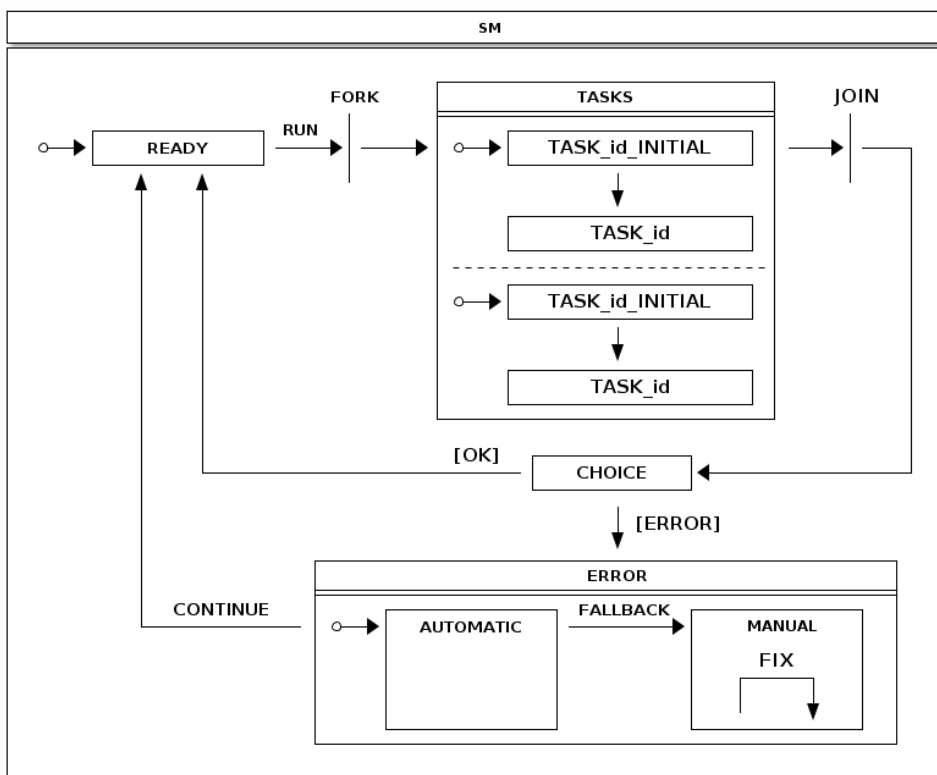 SM
FORK
TASKS
JOIN
RUN
READY
TASK_id_INITIAL
TASK_id
TASK_id_INITIAL
TASK_id
[OK]
CHOICE
[ERROR]
ERROR
CONTINUE
AUTOMATIC
FALLBACK
MANUAL
FIX